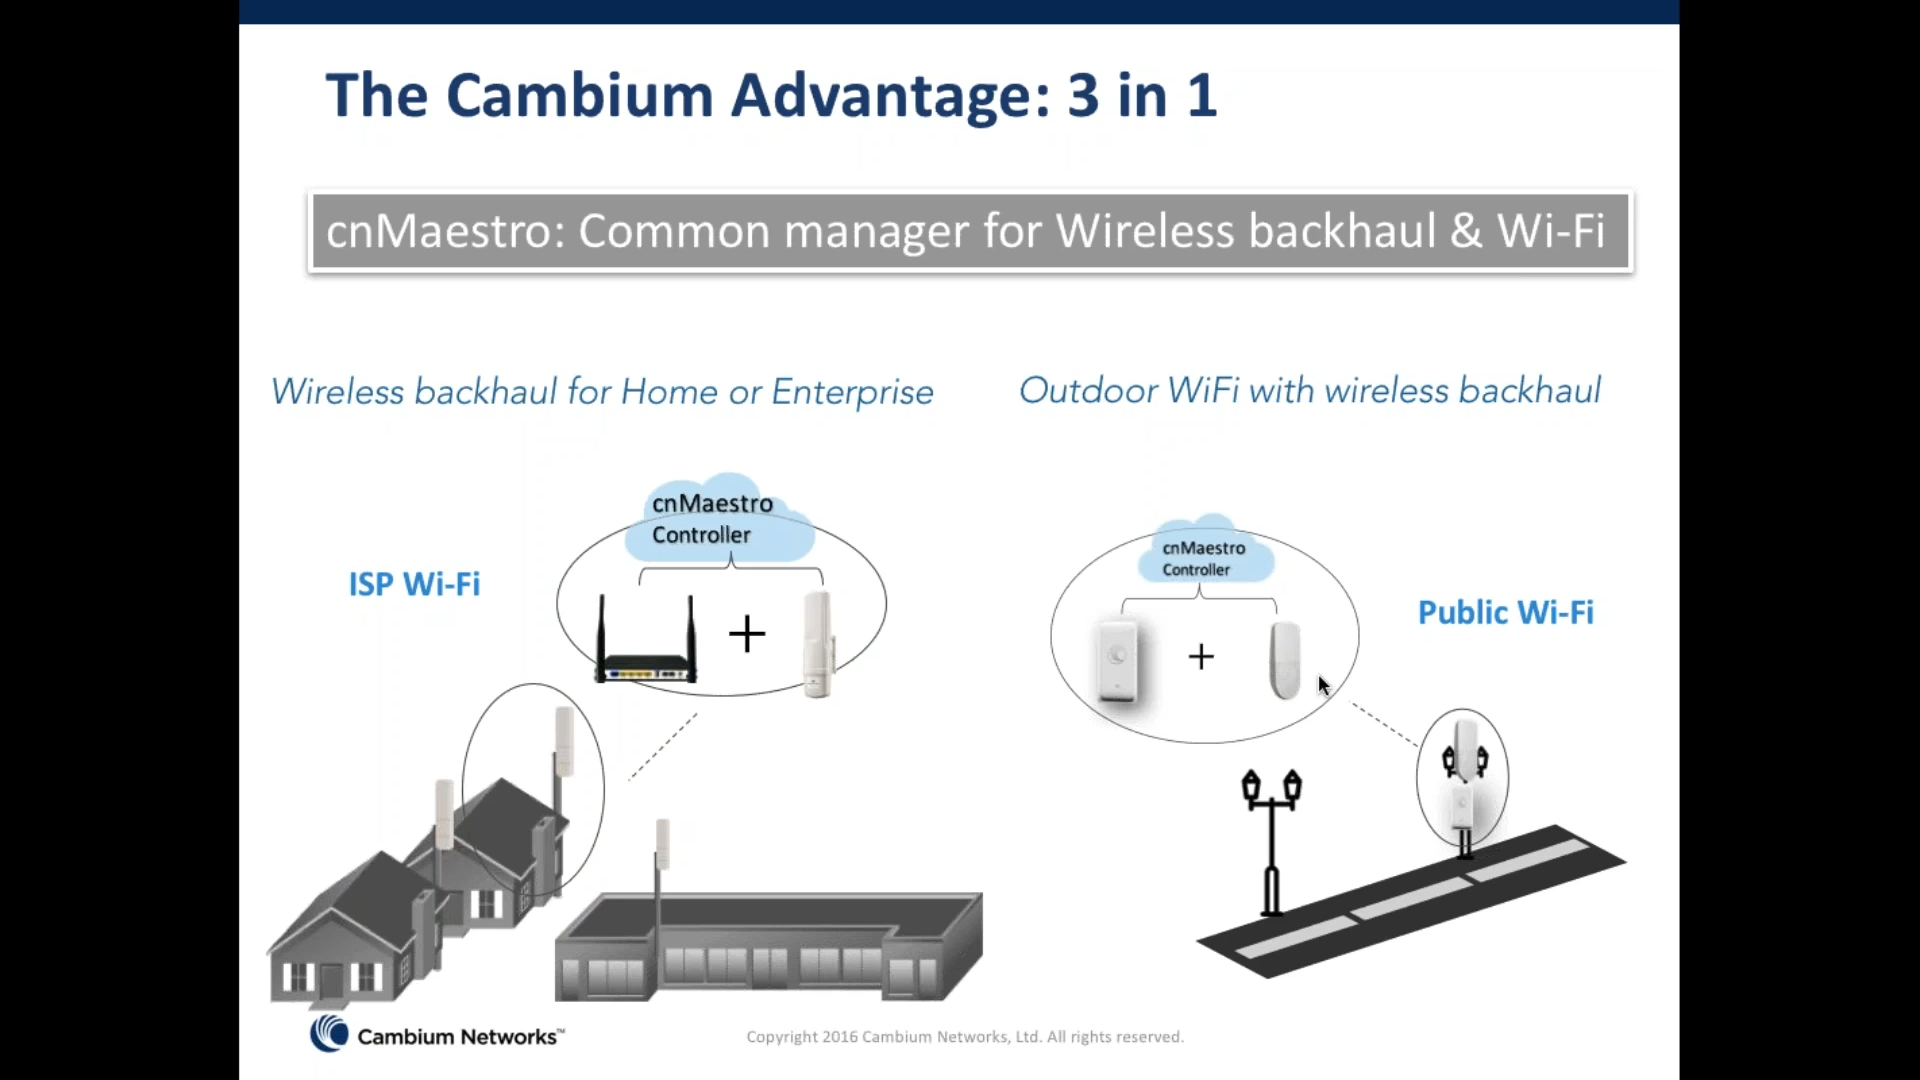 The Cambium Advantage: 3 in 1
cnMaestro: Common manager for Wireless backhaul & Wi-Fi
Wireless backhaul for Home or Enterprise
Outdoor WiFi with wireless backhaul
cnMaestro
Controller
ISP Wi-Fi
+
cnMaestro
Controller
Public Wi-Fi
+
Cambium Networks™
Copyright 2016 Cambium Networks, Ltd. All rights reserved.